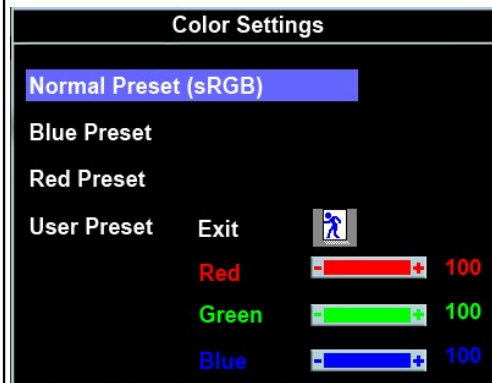 Color Settings
Normal Preset (sRGB)
Blue Preset
Red Preset
User Preset Exit
Red - + 100
Green - + 100
Blue - + 100